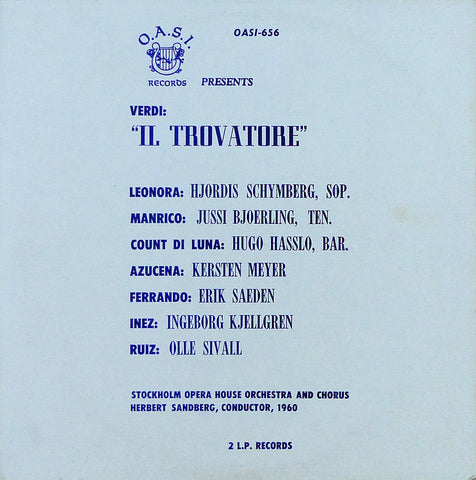 OASI-656
O.A.S.I.
RECORDS PRESENTS
VERDI:
"IL TROVATORE"
LEONORA: HJORDIS SCHYMBERG, SOP.
MANRICO: JUSSI BJOERLING, TEN.
COUNT DI LUNA: HUGO HASSLO, BAR.
AZUCENA: KERSTEN MEYER
FERRANDO: ERIK SAEDEN
INEZ: INGEBORG KJELLGREN
RUIZ: OLLE SIVALL
STOCKHOLM OPERA HOUSE ORCHESTRA AND CHORUS
HERBERT SANDBERG, CONDUCTOR, 1960
2 L.P. RECORDS